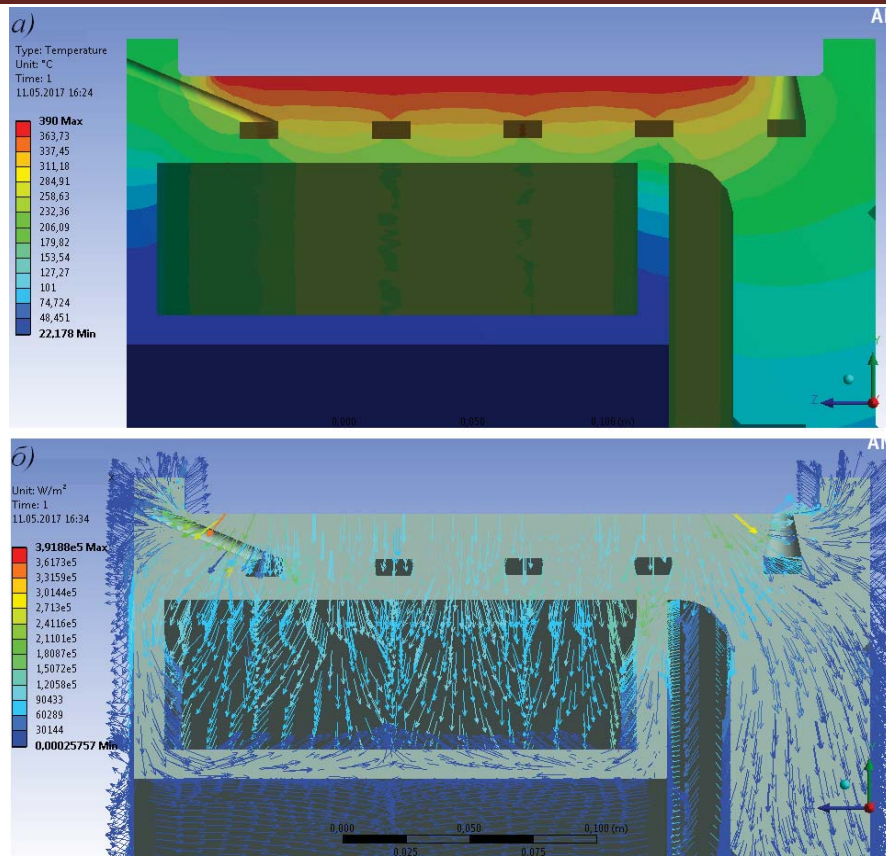 а)
Type: Temperature
Unit: °C
Time: 1
11.05.2017 16:24
390 Max
363,73
337,45
311,18
284,91
258,63
232,36
206,09
179,82
153,54
127,27
101
74,724
48,451
22,178 Min
0,000
0,050
0,100 (m)
Y
Z
б)
Unit: W/m²
Time: 1
11.05.2017 16:34
3,9188e5 Max
3,6173e5
3,3159e5
3,0144e5
2,713e5
2,4116e5
2,1101e5
1,8087e5
1,5072e5
1,2058e5
90433
60289
30144
0,00025757 Min
0,000
0,050
0,100 (m)
0,025
0,075